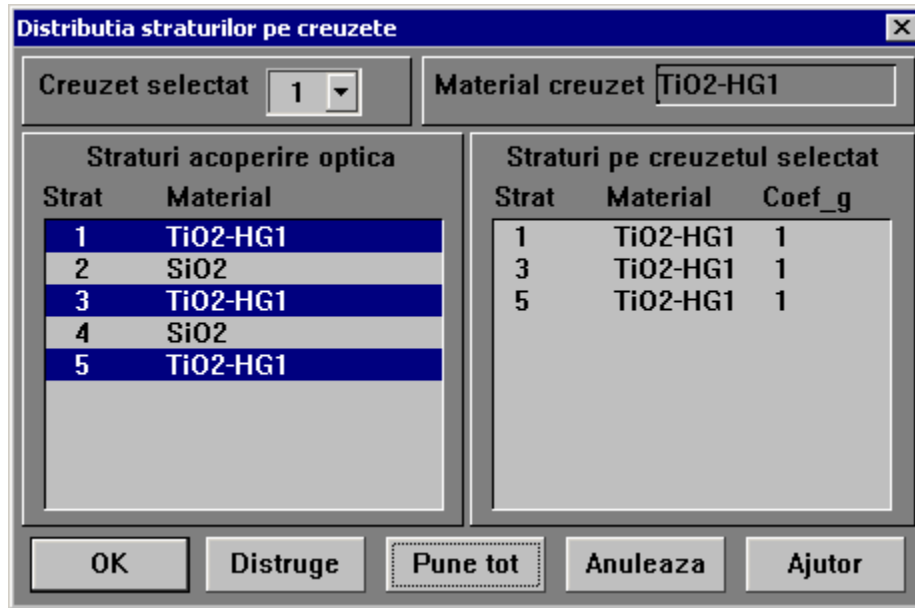 Distributia straturilor pe creuzete
Creuzet selectat 1
Material creuzet TiO2-HG1
Straturi acoperire optica
Strat Material
1 TiO2-HG1
2 SiO2
3 TiO2-HG1
4 SiO2
5 TiO2-HG1
Straturi pe creuzetul selectat
Strat Material Coef_g
1 TiO2-HG1 1
3 TiO2-HG1 1
5 TiO2-HG1 1
OK Distruge Pune tot Anuleaza Ajutor